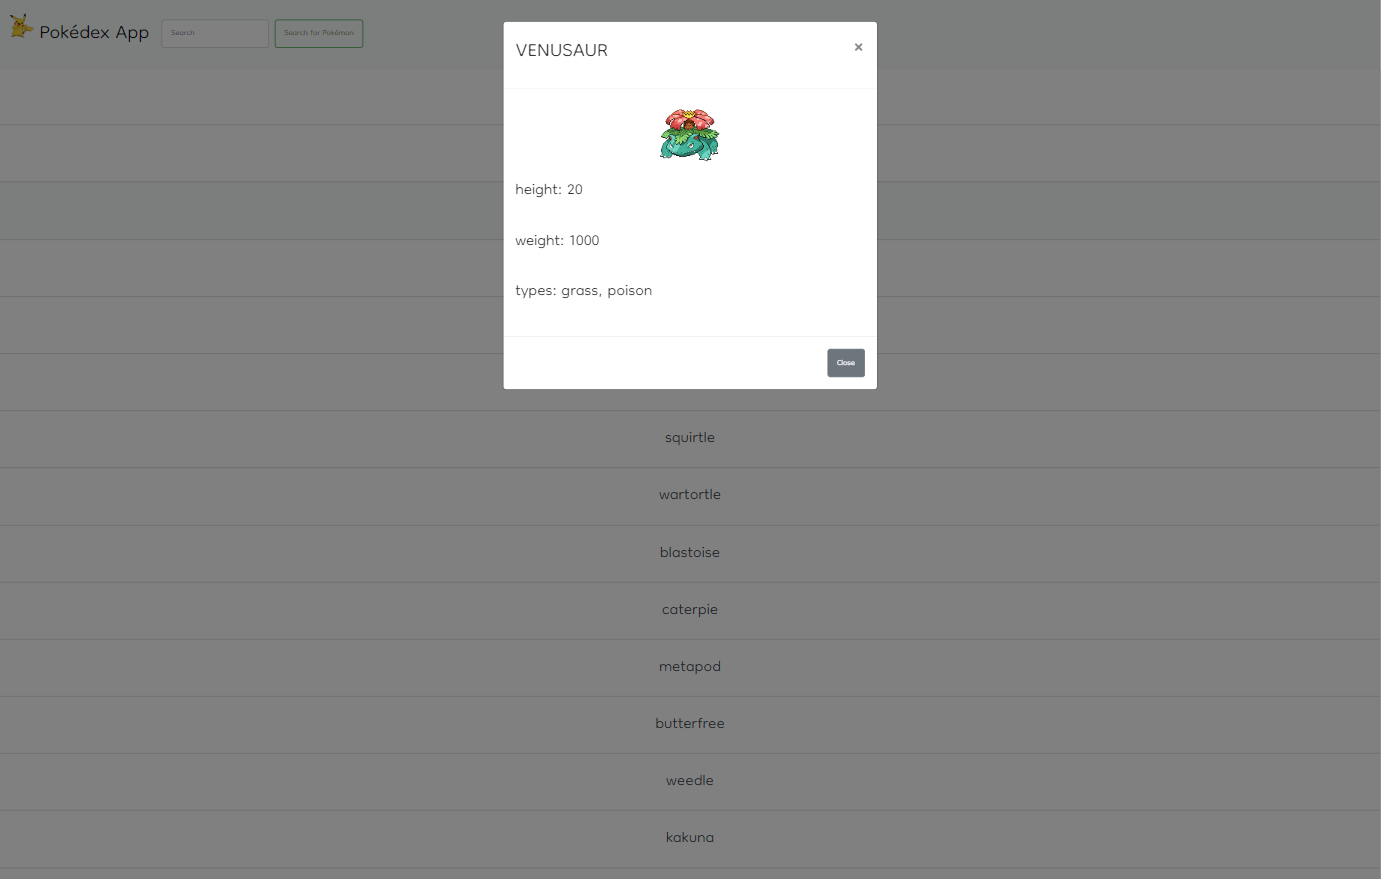 Pokédex App
Search
Search for Pokémon
VENUSAUR
×
height: 20
weight: 1000
types: grass, poison
Close
squirtle
wartortle
blastoise
caterpie
metapod
butterfree
weedle
kakuna